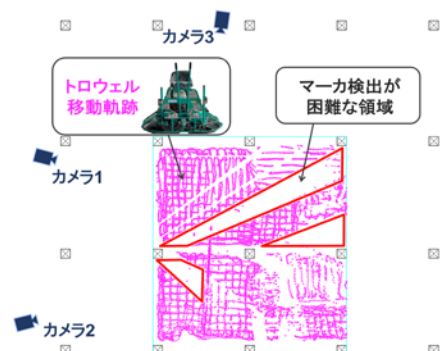 カメラ3
トロウェル
移動軌跡
マーカ検出が
困難な領域
カメラ1
カメラ2